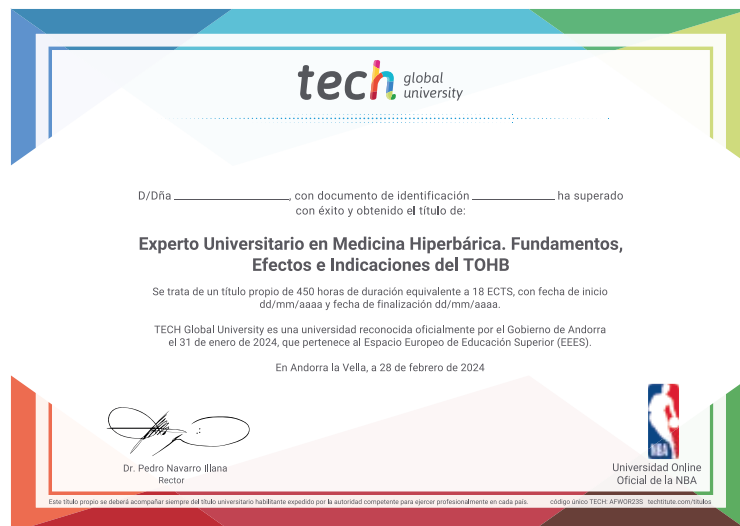 tech global
university
D/Dña ______________, con documento de identificación ______________ ha superado
con éxito y obtenido el título de:
Experto Universitario en Medicina Hiperbárica. Fundamentos,
Efectos e Indicaciones del TOHB
Se trata de un título propio de 450 horas de duración equivalente a 18 ECTS, con fecha de inicio
dd/mm/aaaa y fecha de finalización dd/mm/aaaa.
TECH Global University es una universidad reconocida oficialmente por el Gobierno de Andorra
el 31 de enero de 2024, que pertenece al Espacio Europeo de Educación Superior (EEES).
En Andorra la Vella, a 28 de febrero de 2024
NBA
Dr. Pedro Navarro Illana
Rector
Universidad Online
Oficial de la NBA
Este título propio se deberá acompañar siempre del título universitario habilitante expedido por la autoridad competente para ejercer profesionalmente en cada país. código único TECH: AFWOR23S techtitute.com/titulos